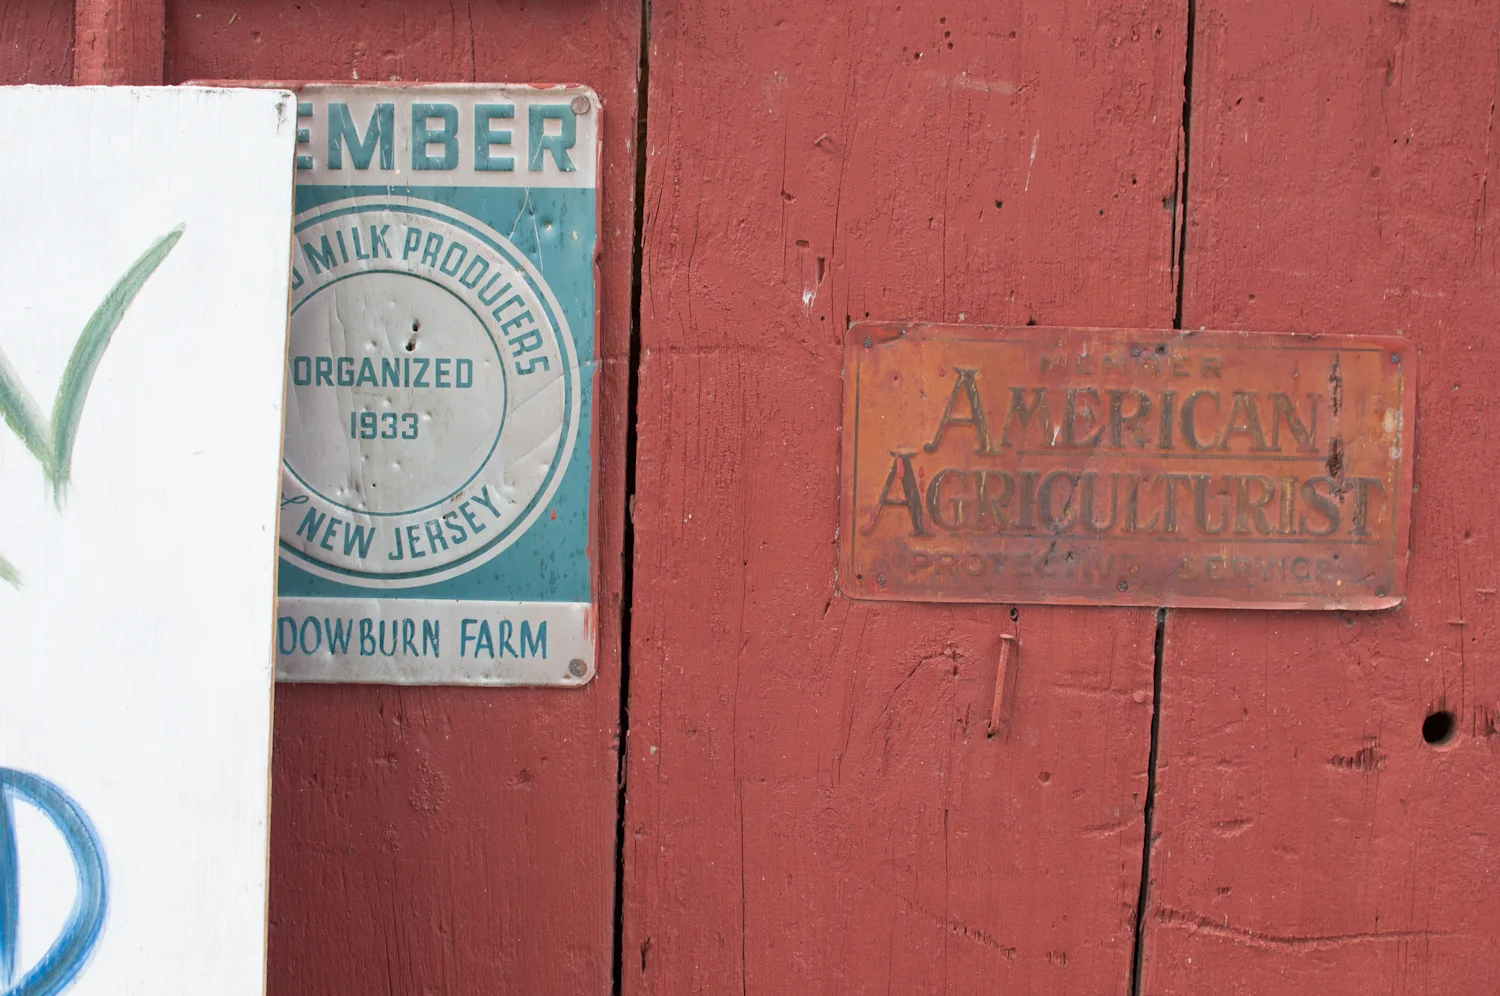 EMBER
D MILK PRODUCERS
ORGANIZED
1933
NEW JERSEY
DOWBURN FARM
MEMBER
AMERICAN
AGRICULTURIST
PROTECTIVE SERVICE